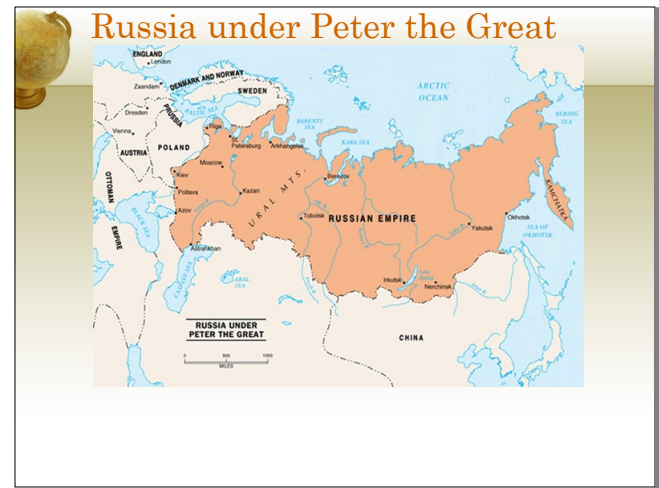 Russia under Peter the Great
ENGLAND
London
Zaandam
DENMARK AND NORWAY
SWEDEN
ARCTIC
OCEAN
BERING
SEA
Dresden
PRUSSIA
BALTIC SEA
Riga
BARENTS
SEA
KARA SEA
Vienna
AUSTRIA
POLAND
St.
Petersburg
Arkhangelsk
Moscow
Berezov
Kiev
Poltava
Kazan
URAL MTS.
KAMCHATKA
OTTOMAN
EMPIRE
BLACK SEA
Azov
Tobolsk
RUSSIAN EMPIRE
Yakutsk
Okhotsk
SEA OF
OKHOTSK
Astrakhan
CASPIAN SEA
ARAL
SEA
Irkutsk
Lake
Baikal
Nerchinsk
RUSSIA UNDER
PETER THE GREAT
0 500 1000
MILES
CHINA